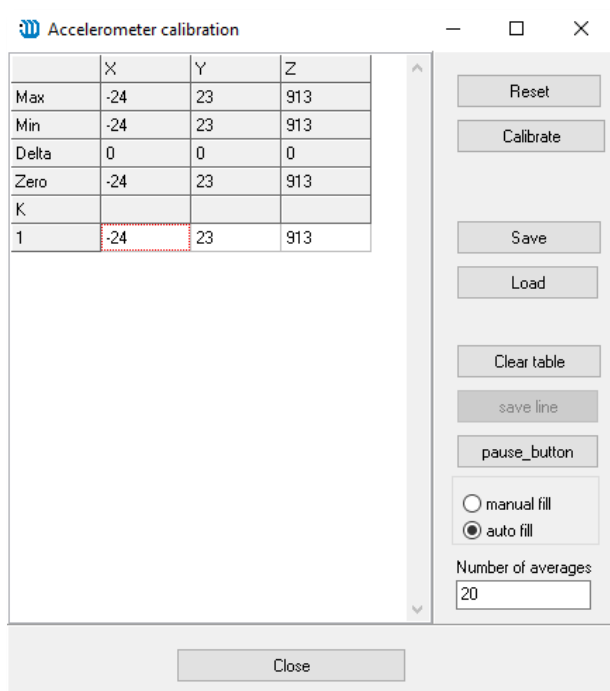 Accelerometer calibration
X Y Z
Max -24 23 913
Min -24 23 913
Delta 0 0 0
Zero -24 23 913
K
1 -24 23 913
Reset
Calibrate
Save
Load
Clear table
save line
pause_button
manual fill
auto fill
Number of averages
20
Close